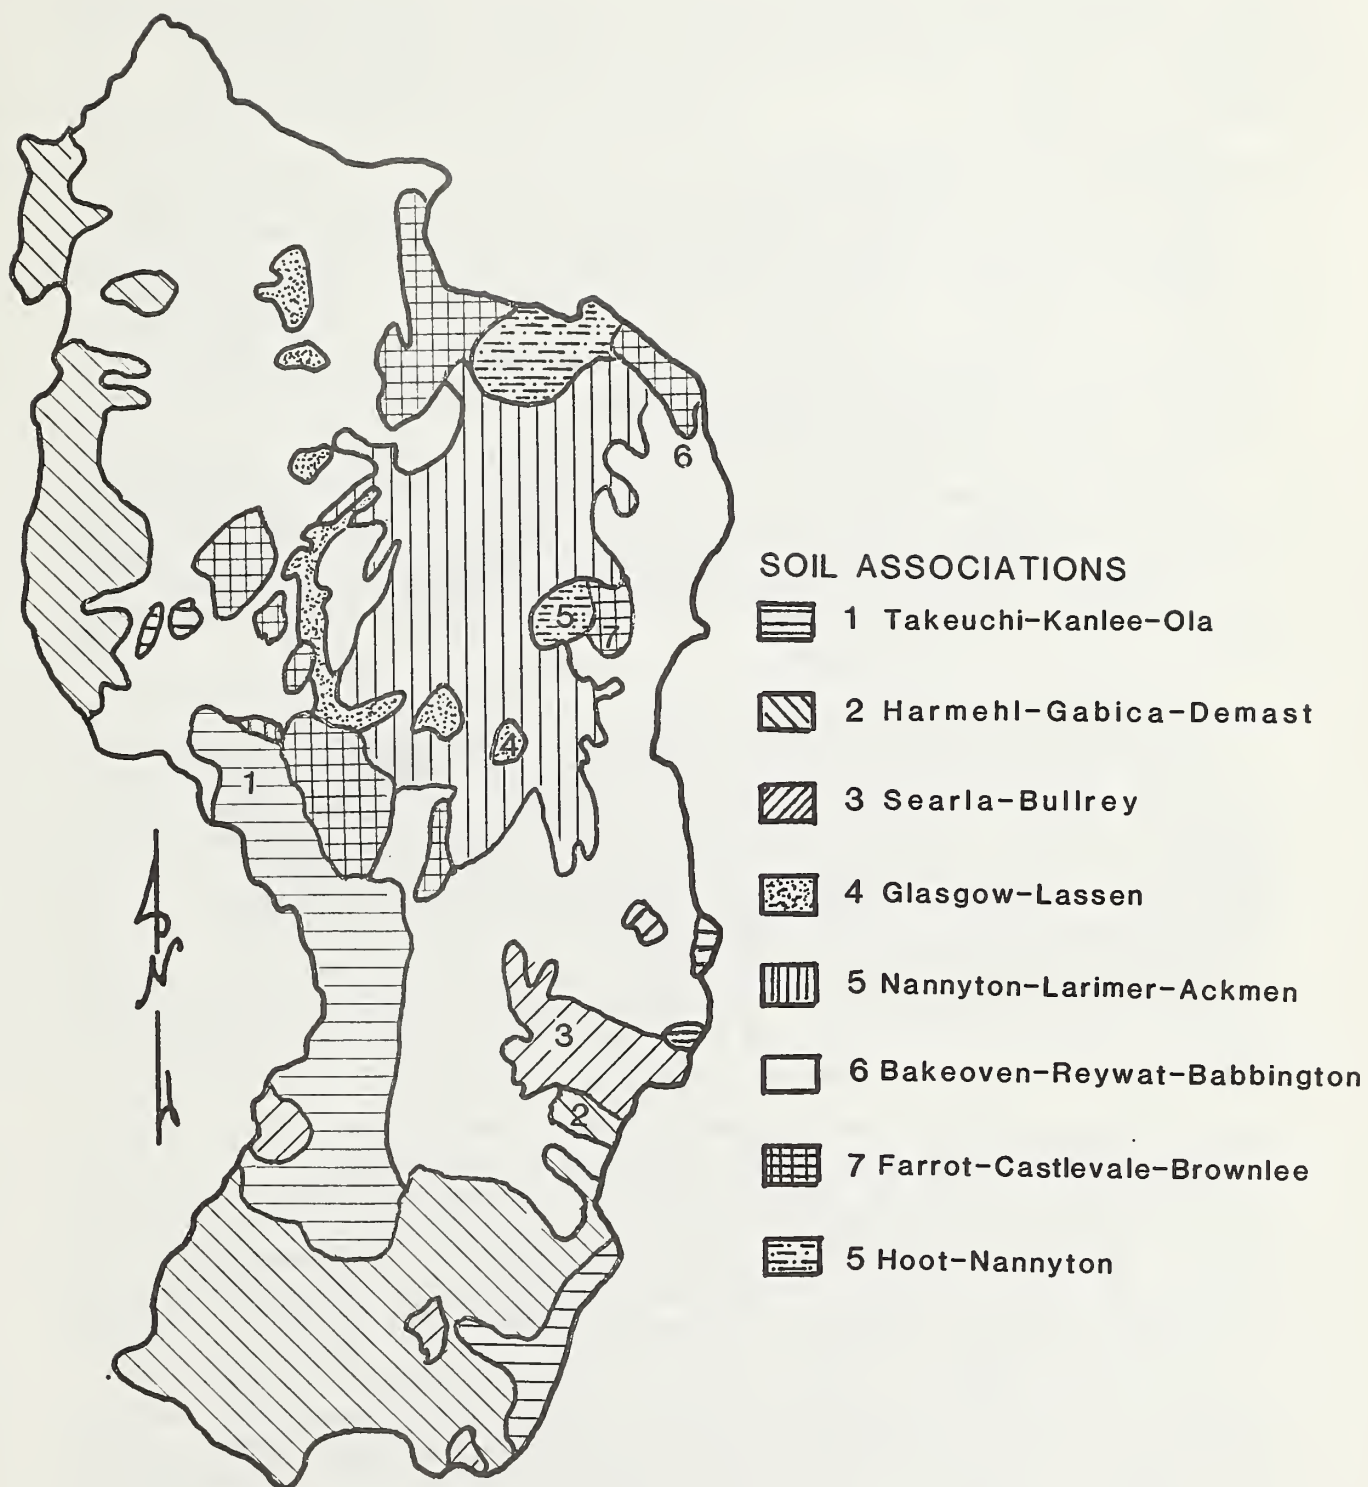 6
5
7
4
1
3
2
N
SOIL ASSOCIATIONS
1 Takeuchi-Kanlee-Ola
2 Harmehl-Gabica-Demast
3 Searla-Bullrey
4 Glasgow-Lassen
5 Nannyton-Larimer-Ackmen
6 Bakeoven-Reywat-Babbington
7 Farrot-Castlevale-Brownlee
5 Hoot-Nannyton